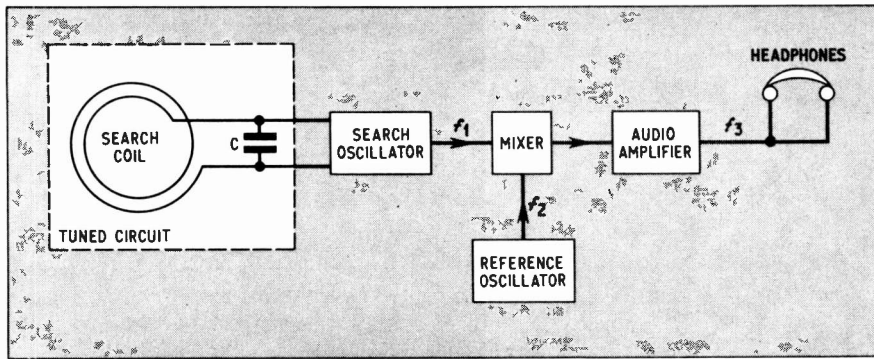 HEADPHONES
SEARCH
COIL
C
TUNED CIRCUIT
SEARCH
OSCILLATOR
f1
MIXER
f2
REFERENCE
OSCILLATOR
AUDIO
AMPLIFIER
f3